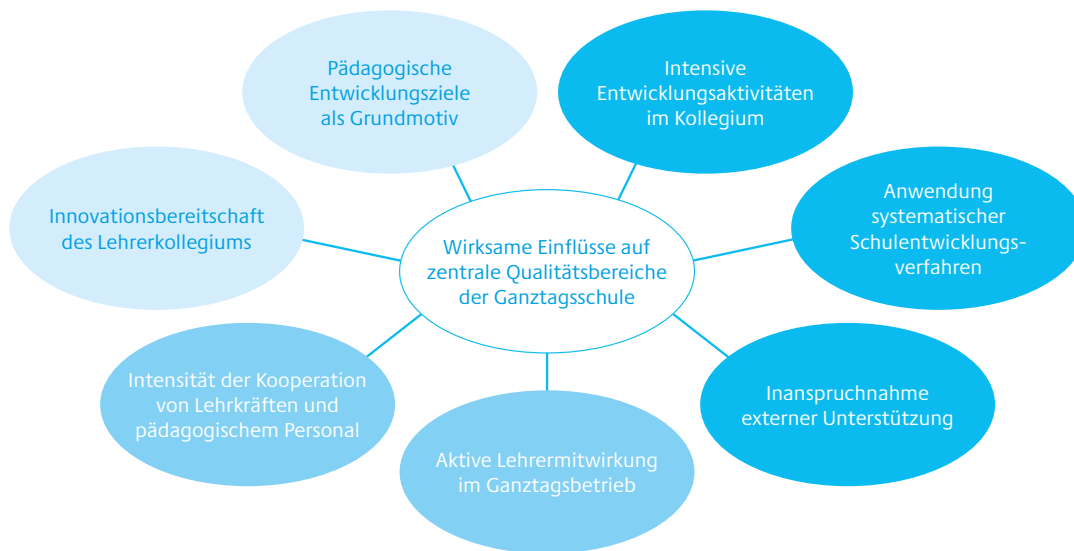 Pädagogische
Entwicklungsziele
als Grundmotiv
Intensive
Entwicklungsaktivitäten
im Kollegium
Innovationsbereitschaft
des Lehrerkollegiums
Anwendung
systematischer
Schulentwicklungs-
verfahren
Wirksame Einflüsse auf
zentrale Qualitätsbereiche
der Ganztagsschule
Intensität der Kooperation
von Lehrkräften und
pädagogischem Personal
Inanspruchnahme
externer Unterstützung
Aktive Lehrermitwirkung
im Ganztagsbetrieb